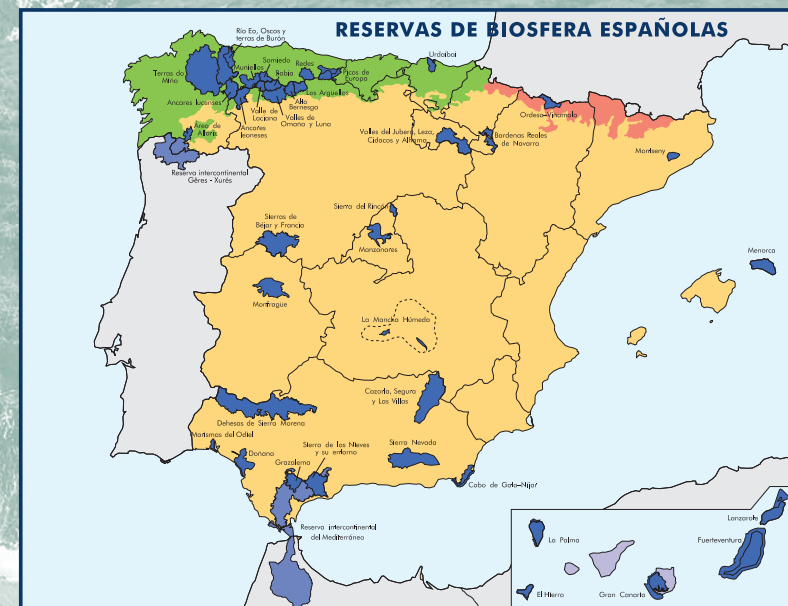 RESERVAS DE BIOSFERA ESPAÑOLAS
Río Eo, Oscos y
terras de Burón
Urdaibai
Terras do
Miño
Muniellos
Somiedo
Redes
Babia
Picos de
Europa
Los Argüellos
Ancares lucenses
Alto
Bernesga
Valle de
Laciana
Valles de
Omaña y Luna
Ancares
leoneses
Área de
Allariz
Ordesa-Viñamala
Valles del Jubera, Leza,
Cidacos y Alhama
Bardenas Reales
de Navarra
Montseny
Reserva intercontinental
Gêres - Xurés
Sierra del Rincón
Sierras de
Béjar y Francia
Manzanares
Menorca
Monfragüe
La Mancha Húmeda
Cazorla, Segura
y Las Villas
Dehesas de Sierra Morena
Marismas del Odiel
Sierra de las Nieves
y su entorno
Sierra Nevada
Doñana
Grazalema
Cabo de Gata-Níjar
Reserva intercontinental
del Mediterráneo
Lanzarote
La Palma
Fuerteventura
El Hierro
Gran Canaria